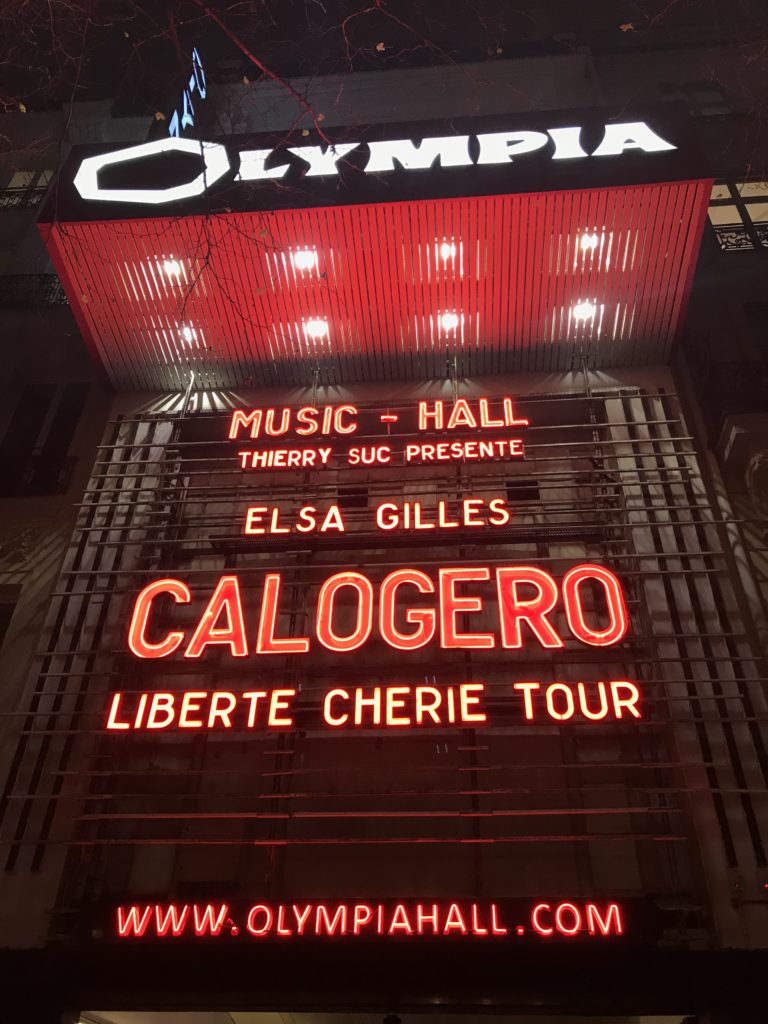 OLYMPIA
MUSIC - HALL
THIERRY SUC PRESENTE
ELSA GILLES
CALOGERO
LIBERTE CHERIE TOUR
WWW.OLYMPIAHALL.COM